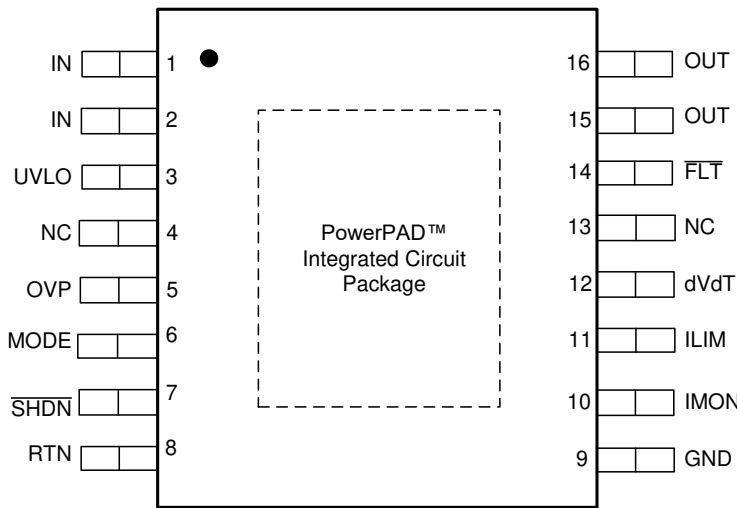 IN 1
IN 2
UVLO 3
NC 4
OVP 5
MODE 6
SHDN 7
RTN 8
PowerPAD™
Integrated Circuit
Package
16 OUT
15 OUT
14 FLT
13 NC
12 dVdT
11 ILIM
10 IMON
9 GND